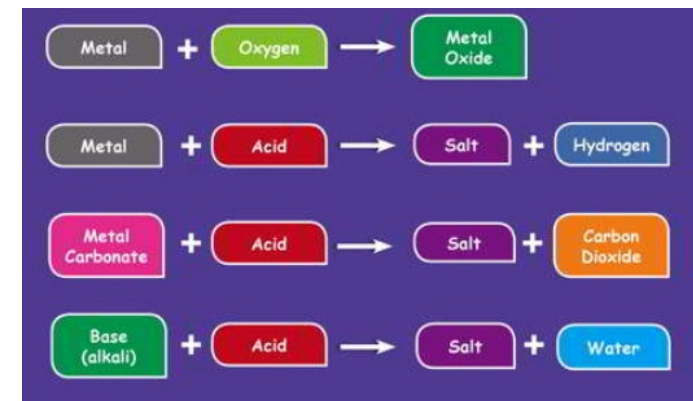 Metal + Oxygen → Metal Oxide
Metal + Acid → Salt + Hydrogen
Metal Carbonate + Acid → Salt + Carbon Dioxide
Base (alkali) + Acid → Salt + Water